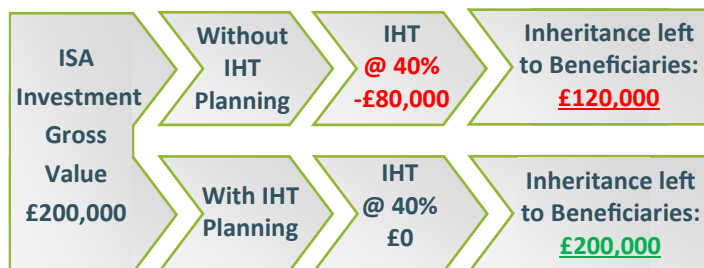 ISA
Investment
Gross
Value
£200,000
Without
IHT
Planning
IHT
@ 40%
-£80,000
Inheritance left
to Beneficiaries:
£120,000
With IHT
Planning
IHT
@ 40%
£0
Inheritance left
to Beneficiaries:
£200,000